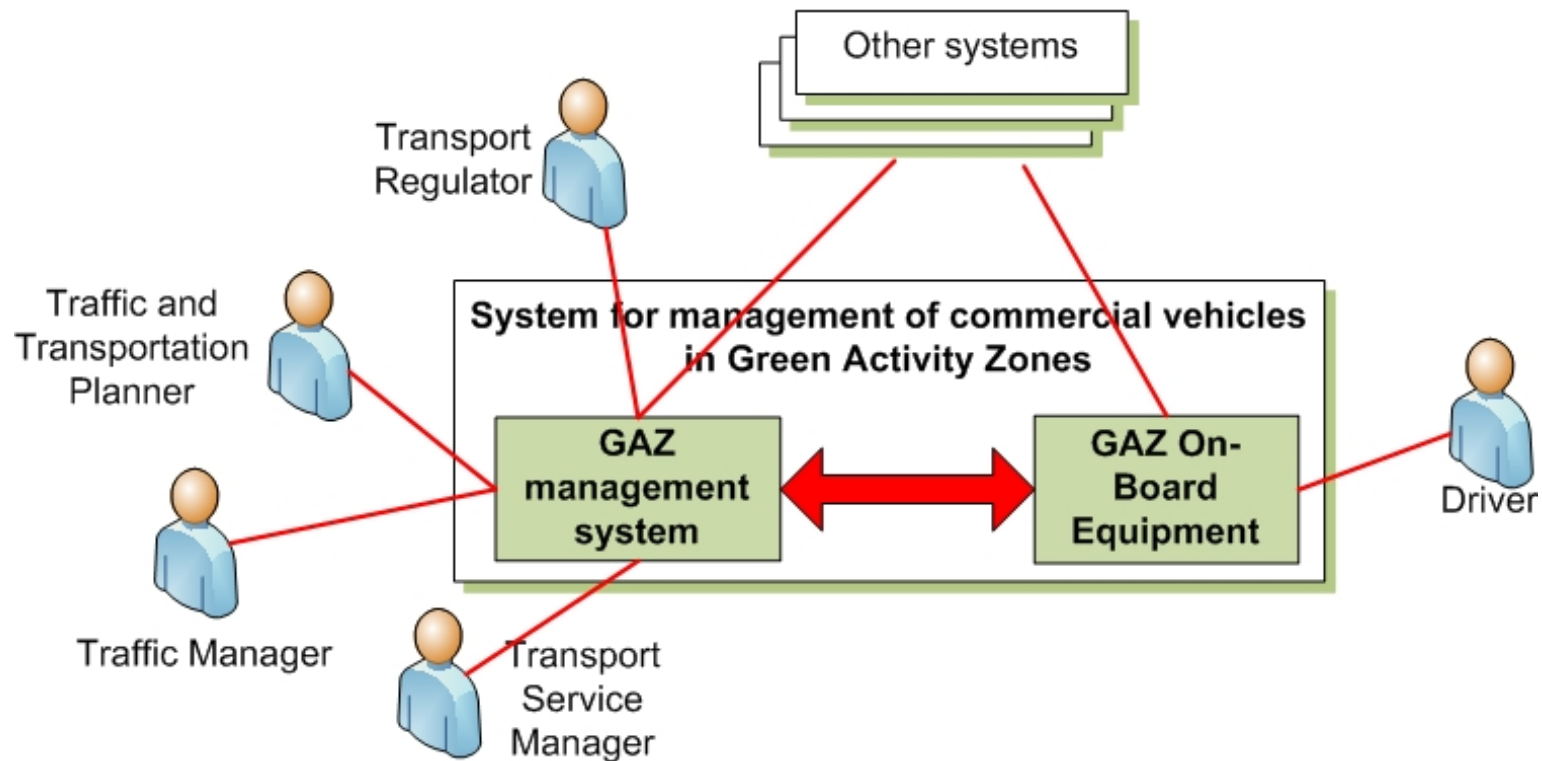 Other systems
Transport
Regulator
Traffic and
Transportation
Planner
System for management of commercial vehicles
in Green Activity Zones
GAZ
management
system
GAZ On-
Board
Equipment
Driver
Traffic Manager
Transport
Service
Manager